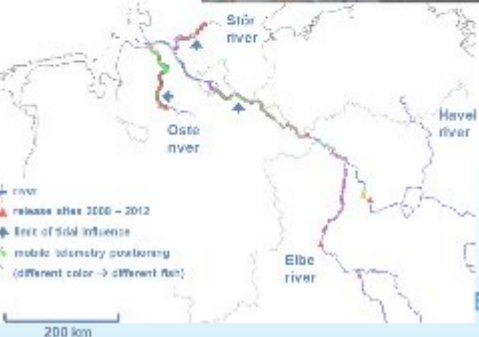 Stör
river
Havel
river
Oste
river
river
release sites 2008 – 2012
limit of tidal influence
mobile telemetry positioning
(different color → different fish)
Elbe
river
200 km